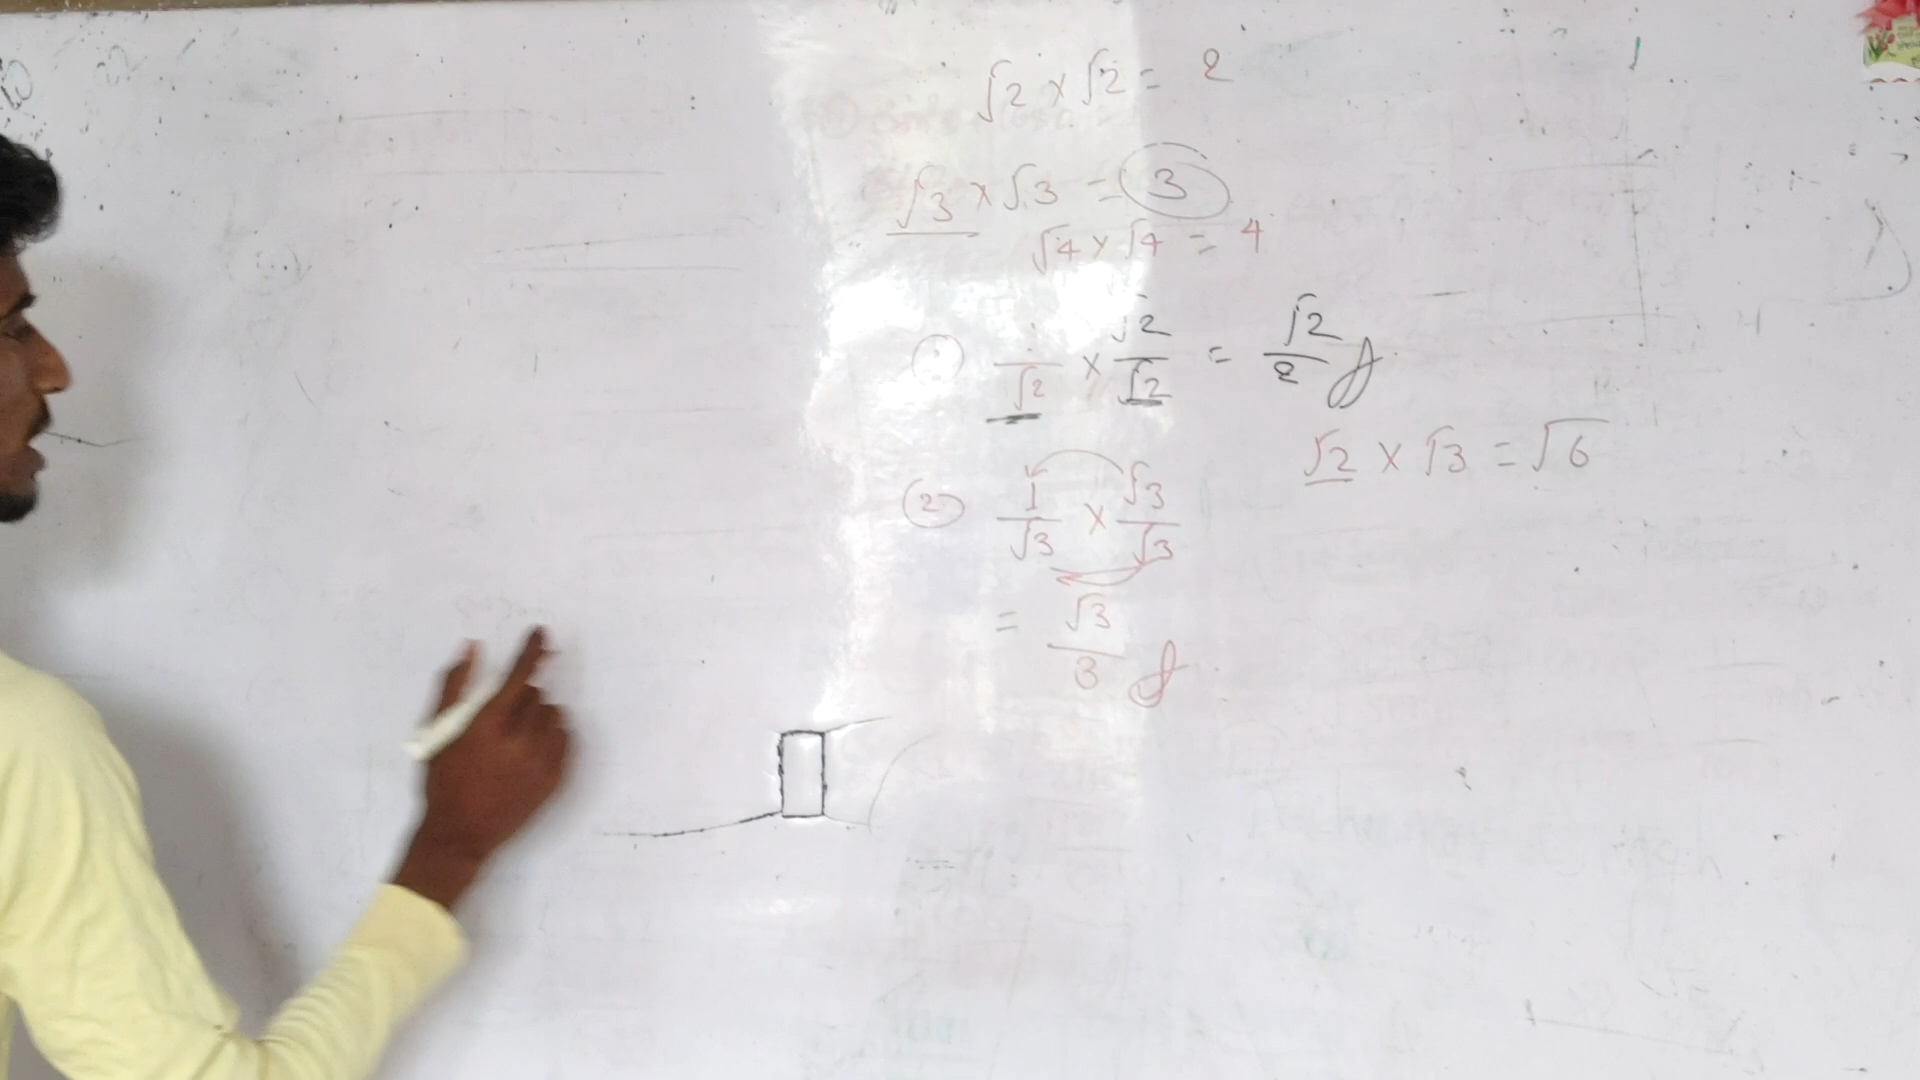 √2 × √2 = 2
√3 × √3 = 3
√4 × √4 = 4
① 1/√2 × √2/√2 = √2/2
√2 × √3 = √6
② 1/√3 × √3/√3
= √3/3